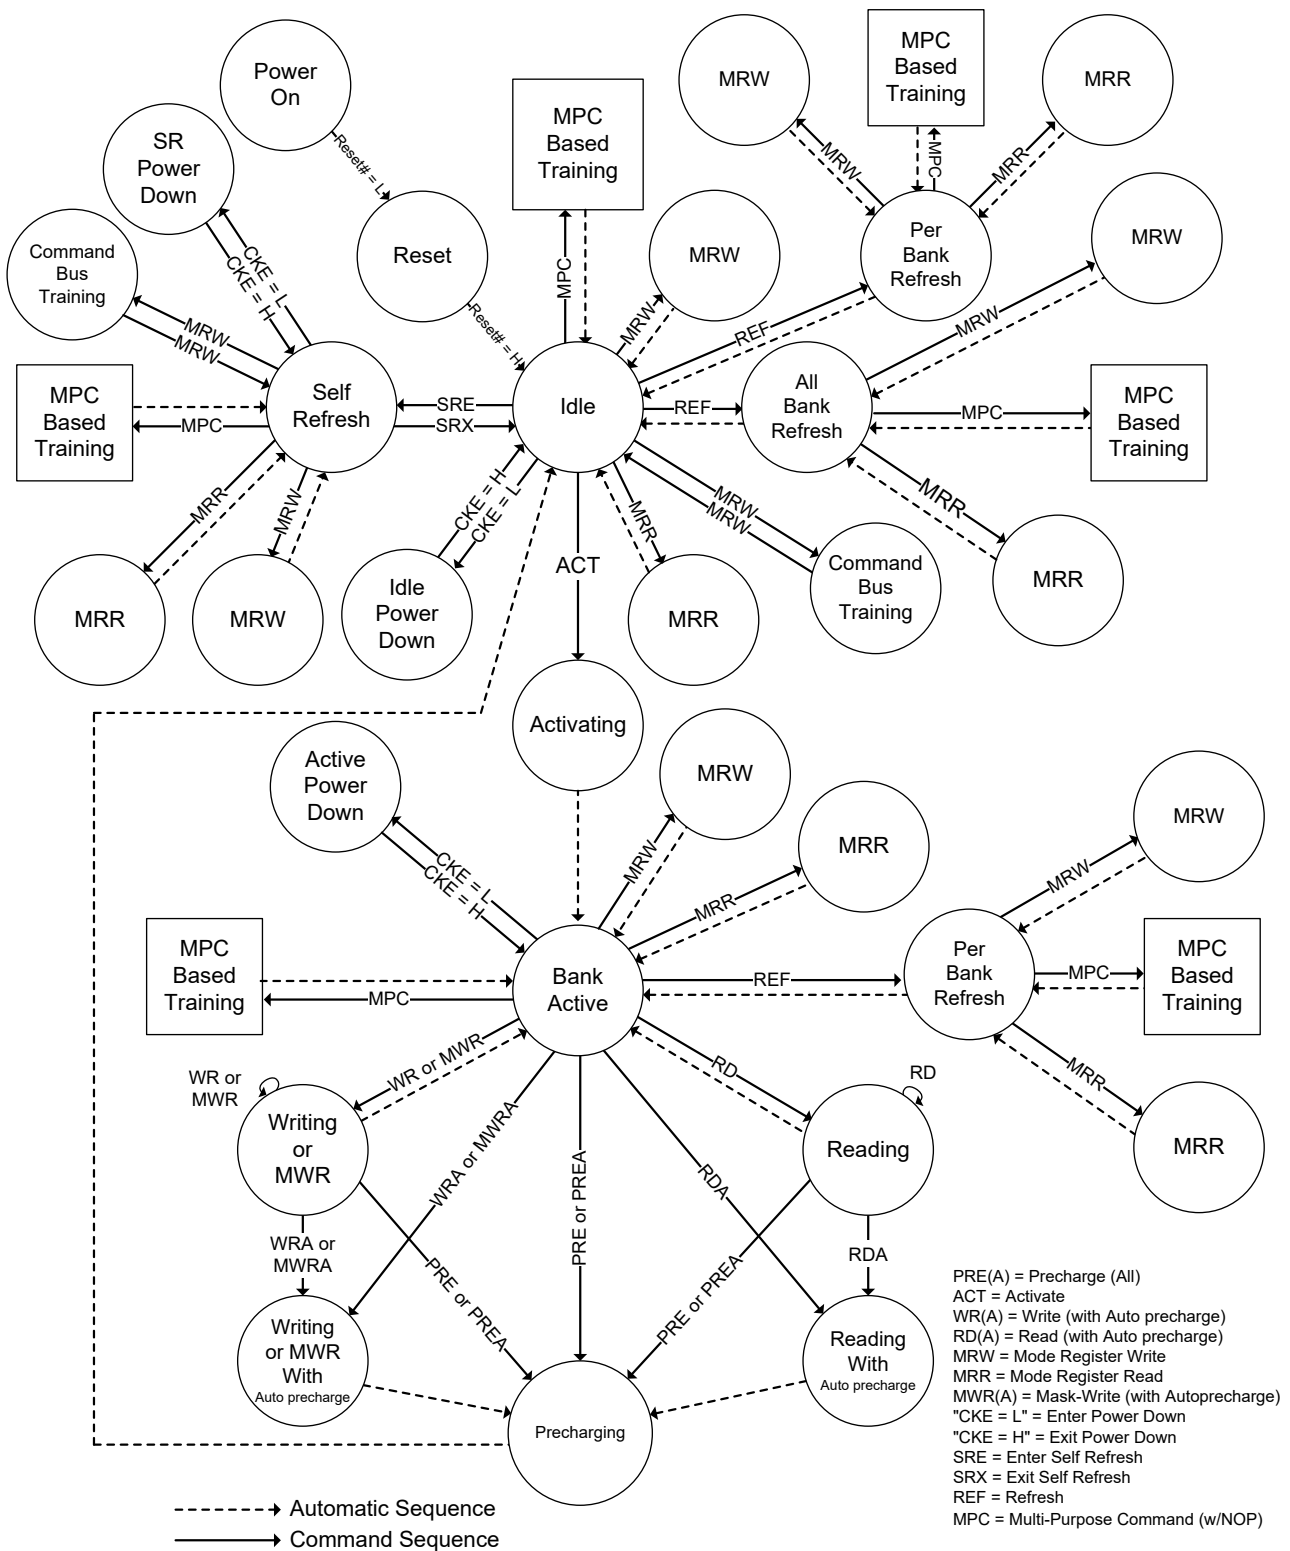 Power
On
MPC
Based
Training
MRW
MPC
Based
Training
MRR
SR
Power
Down
Reset# = L
Command
Bus
Training
Reset
MRW
MRW
MPC
MRR
Per
Bank
Refresh
MRW
CKE = L
CKE = H
MPC
MRW
Reset# = H
MRW
REF
MRW
MRW
MRW
MPC
Based
Training
Self
Refresh
SRE
SRX
Idle
REF
All
Bank
Refresh
MPC
MPC
Based
Training
MPC
MRR
MRW
CKE = H
CKE = L
MRR
MRW
MRW
MRR
ACT
MRR
MRW
Idle
Power
Down
MRR
Command
Bus
Training
MRR
Activating
Active
Power
Down
MRW
MRR
MRW
CKE = L
CKE = H
MRW
MRR
MRW
MPC
Based
Training
MPC
Bank
Active
REF
Per
Bank
Refresh
MPC
MPC
Based
Training
WR or MWR
RD
MRR
WR or
MWR
RD
Writing
or
MWR
WRA or MWRA
PRE or PREA
RDA
Reading
MRR
WRA or
MWRA
PRE or PREA
PRE or PREA
RDA
Writing
or MWR
With
Auto precharge
Reading
With
Auto precharge
Precharging
PRE(A) = Precharge (All)
ACT = Activate
WR(A) = Write (with Auto precharge)
RD(A) = Read (with Auto precharge)
MRW = Mode Register Write
MRR = Mode Register Read
MWR(A) = Mask-Write (with Autoprecharge)
"CKE = L" = Enter Power Down
"CKE = H" = Exit Power Down
SRE = Enter Self Refresh
SRX = Exit Self Refresh
REF = Refresh
MPC = Multi-Purpose Command (w/NOP)
Automatic Sequence
Command Sequence